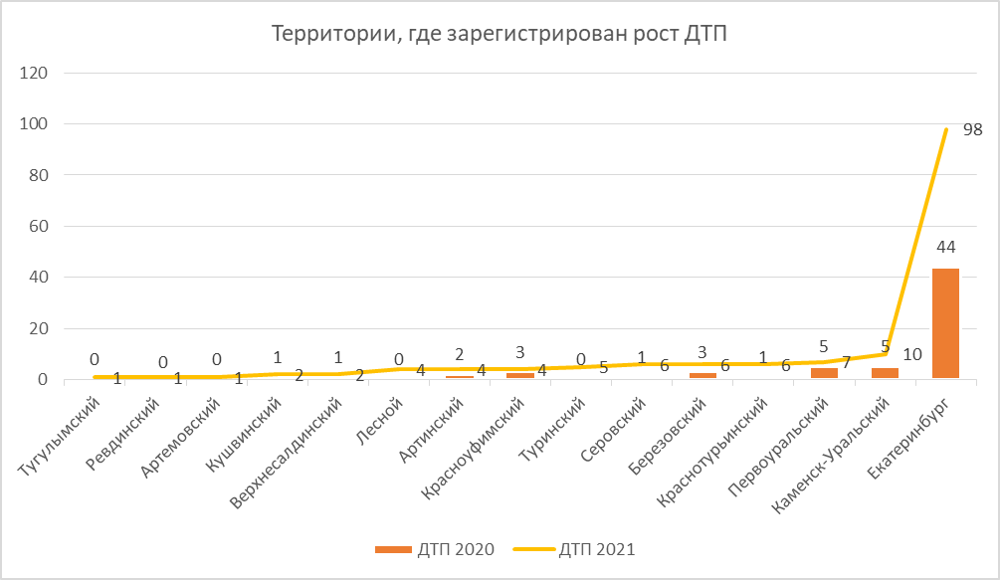 Территории, где зарегистрирован рост ДТП
120
100
80
60
40
20
0
0 0 0 1 1 0 2 3 0 1 3 1 5 5 44
1 1 1 2 2 4 4 4 5 6 6 6 7 10 98
Тугулымский
Ревдинский
Артемовский
Кушвинский
Верхнесалдинский
Лесной
Артинский
Красноуфимский
Туринский
Серовский
Березовский
Краснотурьинский
Первоуральский
Каменск-Уральский
Екатеринбург
ДТП 2020 ДТП 2021